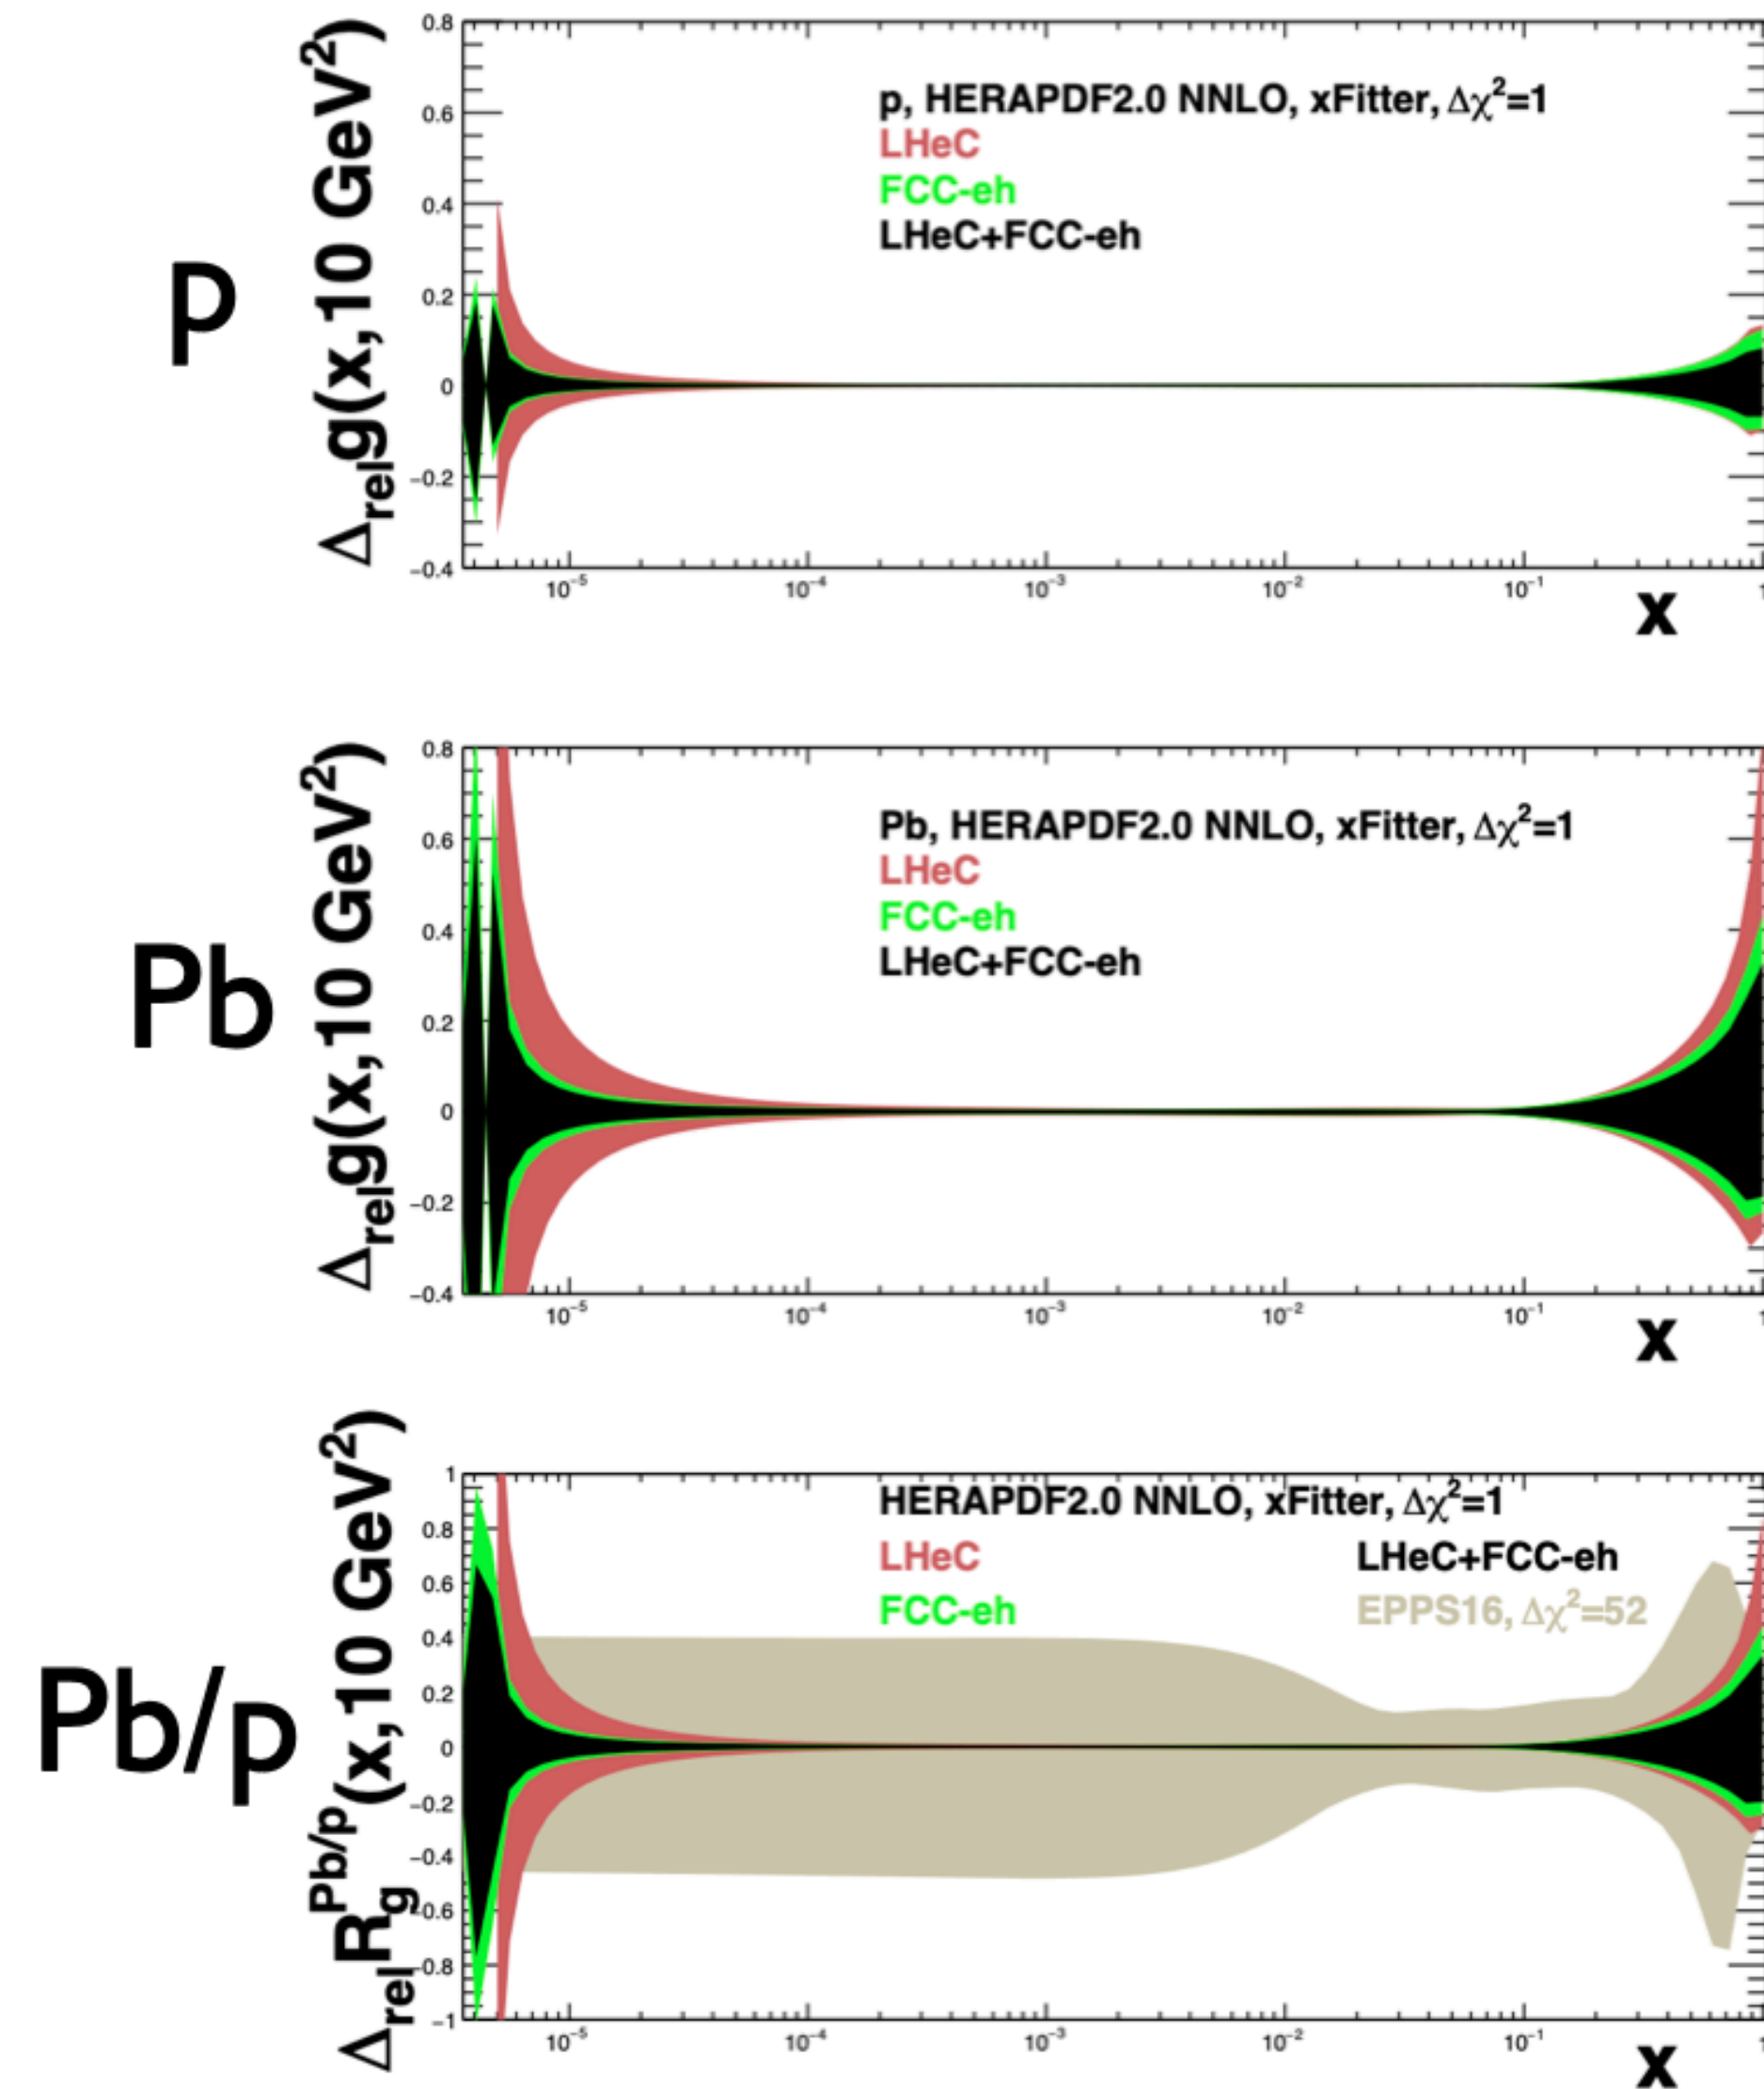 p
Δrelg(x,10 GeV²)
0.8
0.6
0.4
0.2
0
−0.2
−0.4
p, HERAPDF2.0 NNLO, xFitter, Δχ²=1
LHeC
FCC-eh
LHeC+FCC-eh
10⁻⁵ 10⁻⁴ 10⁻³ 10⁻² 10⁻¹ 1
x
Pb
Δrelg(x,10 GeV²)
0.8
0.6
0.4
0.2
0
−0.2
−0.4
Pb, HERAPDF2.0 NNLO, xFitter, Δχ²=1
LHeC
FCC-eh
LHeC+FCC-eh
10⁻⁵ 10⁻⁴ 10⁻³ 10⁻² 10⁻¹ 1
x
Pb/p
ΔrelRgPb/p(x,10 GeV²)
1
0.8
0.6
0.4
0.2
0
−0.2
−0.4
−0.6
−0.8
−1
HERAPDF2.0 NNLO, xFitter, Δχ²=1
LHeC LHeC+FCC-eh
FCC-eh EPPS16, Δχ²=52
10⁻⁵ 10⁻⁴ 10⁻³ 10⁻² 10⁻¹ 1
x